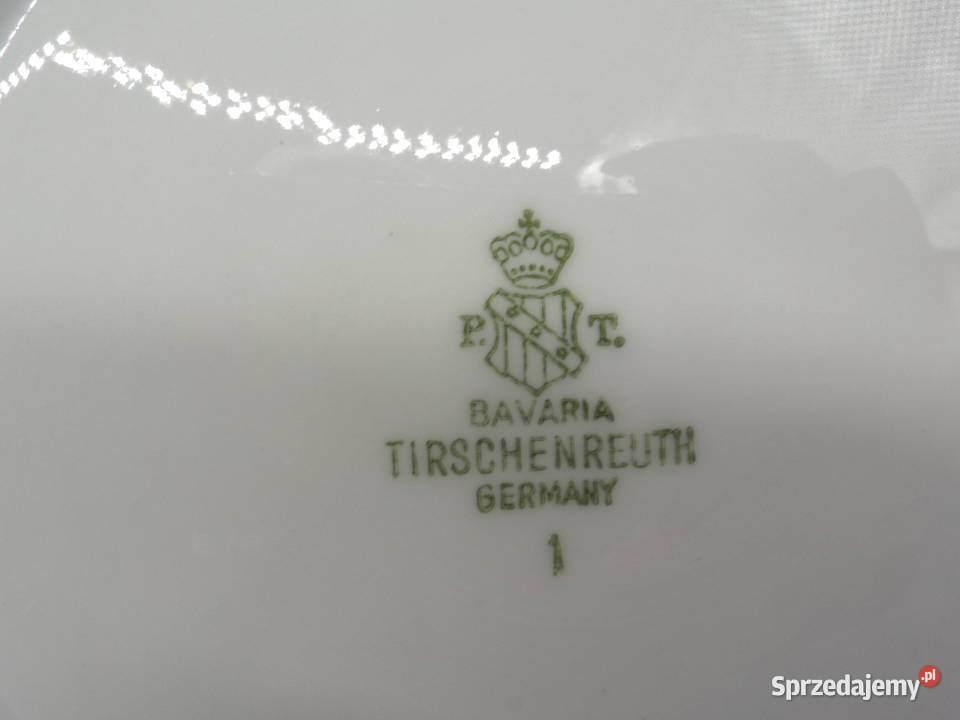 P. T.
BAVARIA
TIRSCHENREUTH
GERMANY
1
Sprzedajemy.pl